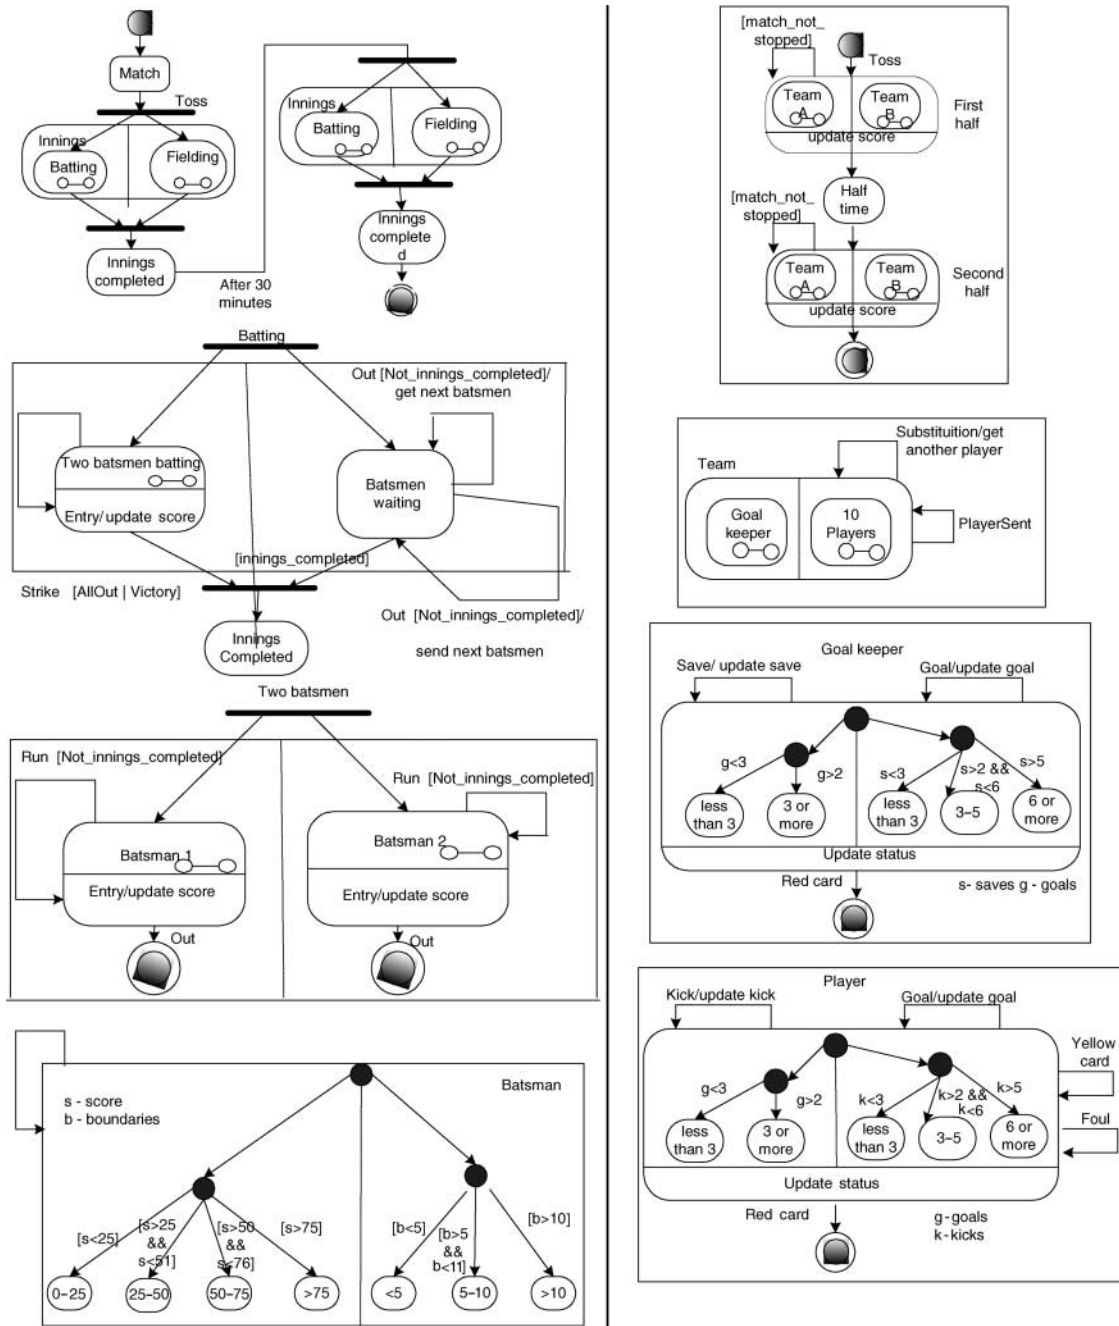 Match
Toss
Innings
Batting
Fielding
Innings
completed
After 30
minutes
Innings
Batting
Fielding
Innings
complete
d
Batting
Out [Not_innings_completed]/
get next batsmen
Two batsmen batting
Entry/update score
Batsmen
waiting
[innings_completed]
Strike [AllOut | Victory]
Out [Not_innings_completed]/
send next batsmen
Innings
Completed
Two batsmen
Run [Not_innings_completed]
Run [Not_innings_completed]
Batsman 1
Entry/update score
Batsman 2
Entry/update score
Out
Out
Batsman
s - score
b - boundaries
[s<25]
[s>25
&&
s<51]
[s>50
&&
s<76]
[s>75]
[b<5]
[b>5
&&
b<11]
[b>10]
0-25
25-50
50-75
>75
<5
5-10
>10
[match_not_
stopped]
Toss
Team
A
Team
B
update score
First
half
Half
time
[match_not_
stopped]
Team
A
Team
B
update score
Second
half
Substituition/get
another player
Team
Goal
keeper
10
Players
PlayerSent
Goal keeper
Save/ update save
Goal/update goal
g<3
g>2
s<3
s>2 &&
s<6
s>5
less
than 3
3 or
more
less
than 3
3-5
6 or
more
Update status
Red card
s- saves g - goals
Player
Kick/update kick
Goal/update goal
Yellow
card
Foul
g<3
g>2
k<3
k>2 &&
k<6
k>5
less
than 3
3 or
more
less
than 3
3-5
6 or
more
Update status
Red card
g-goals
k-kicks